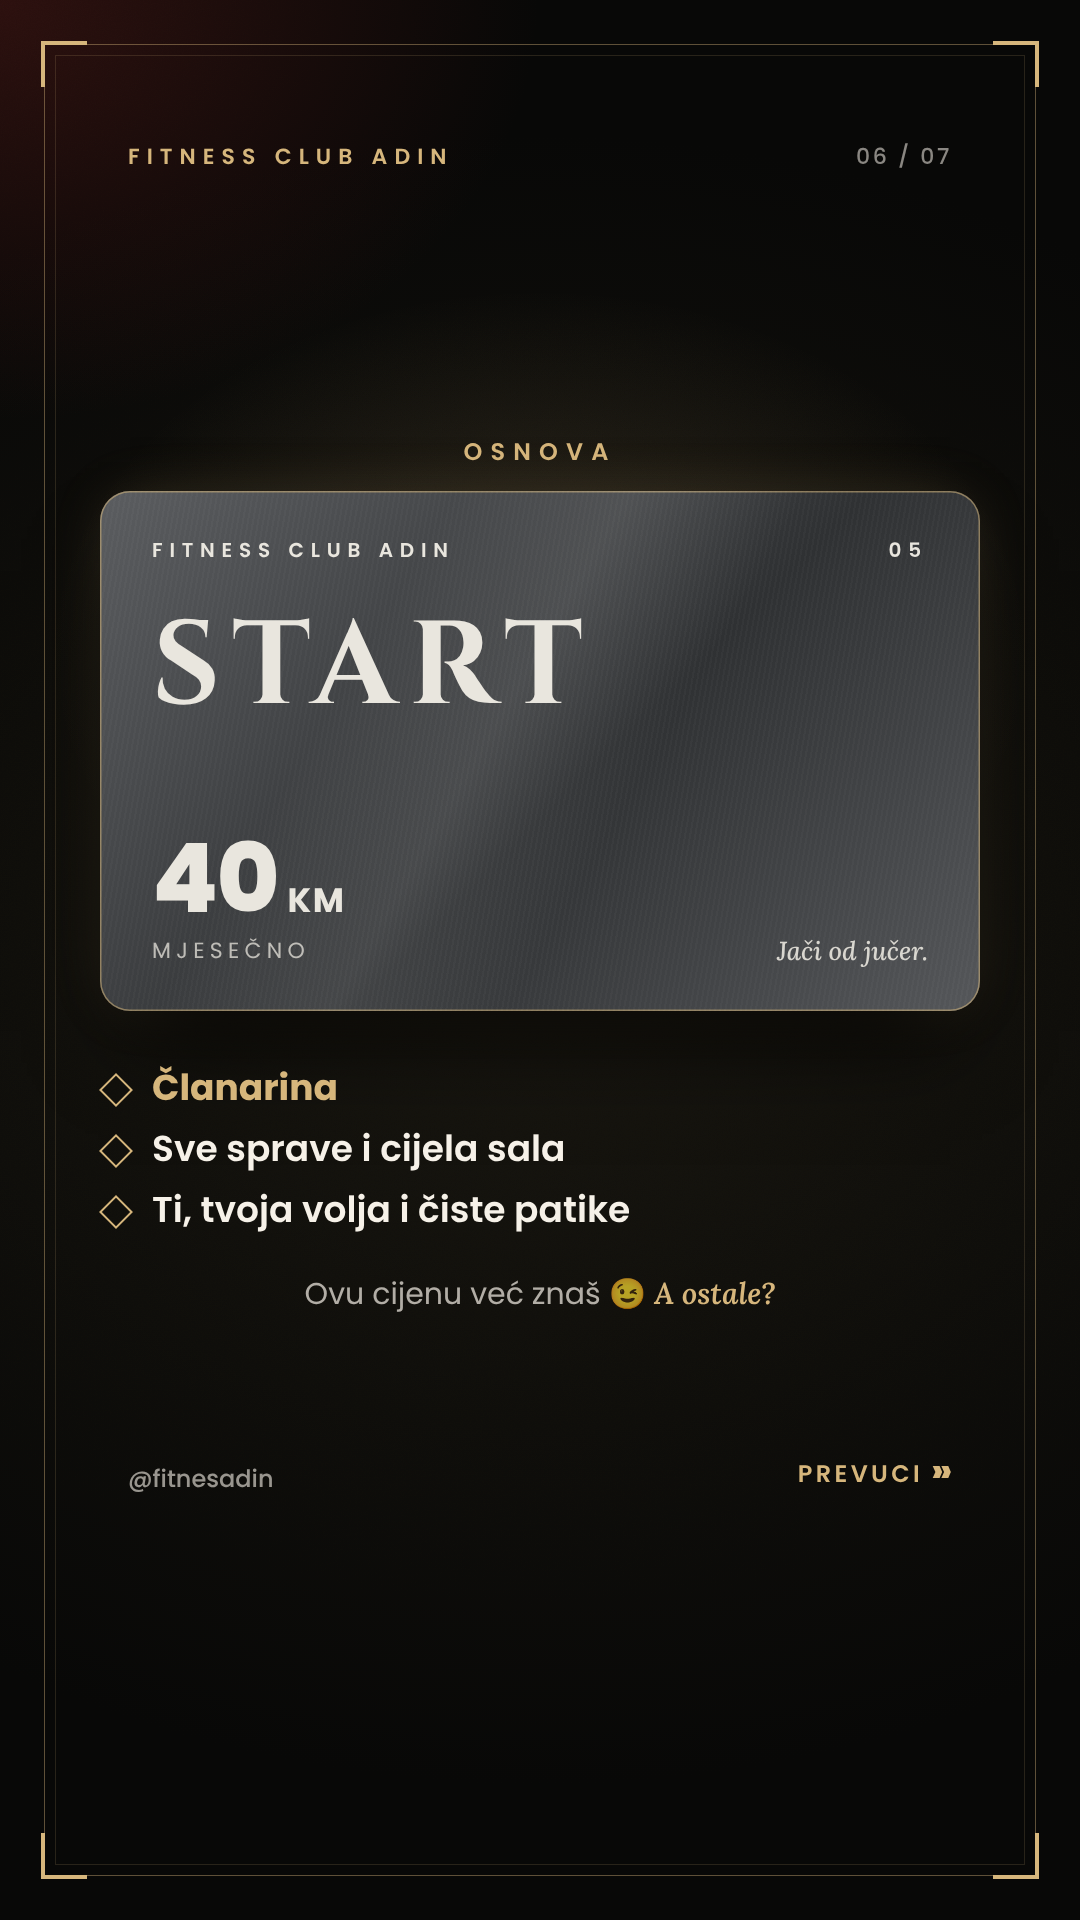 FITNESS CLUB ADIN
06 / 07
OSNOVA
FITNESS CLUB ADIN
05
START
40 KM
MJESEČNO
Jači od jučer.
Članarina
Sve sprave i cijela sala
Ti, tvoja volja i čiste patike
Ovu cijenu već znaš 😉 A ostale?
@fitnesadin
PREVUCI »